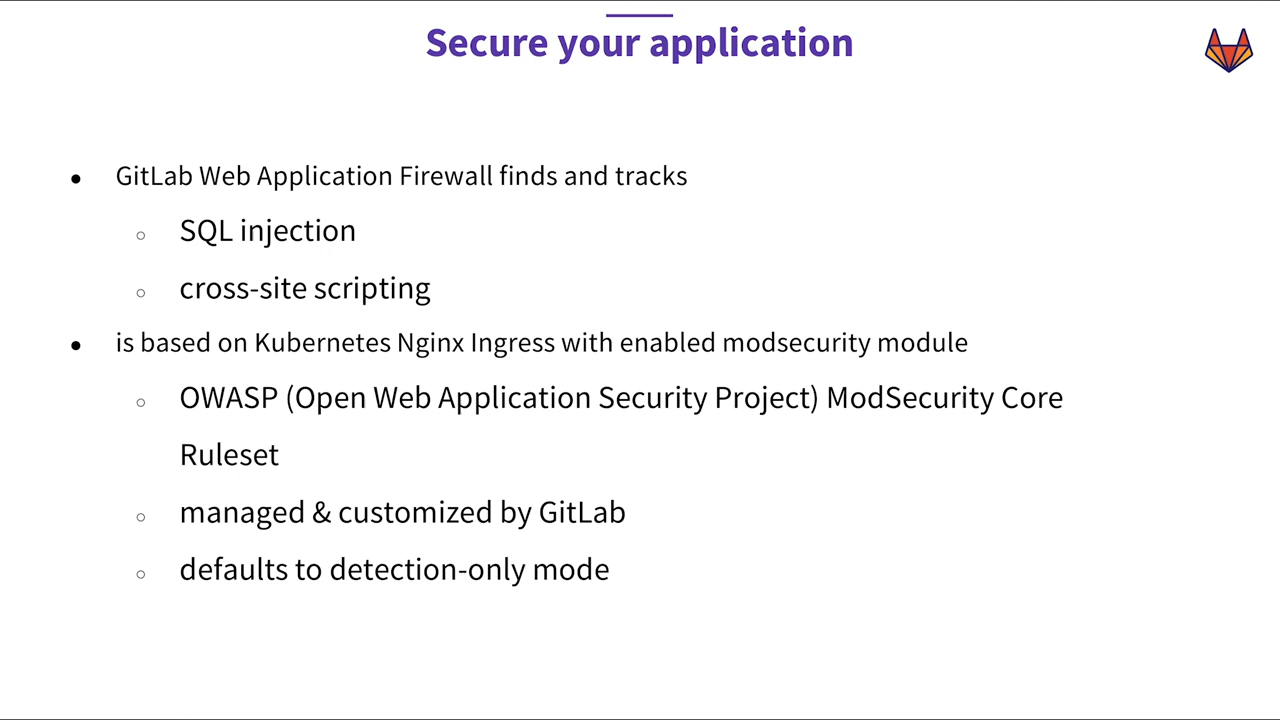 Secure your application
● GitLab Web Application Firewall finds and tracks
○ SQL injection
○ cross-site scripting
● is based on Kubernetes Nginx Ingress with enabled modsecurity module
○ OWASP (Open Web Application Security Project) ModSecurity Core
Ruleset
○ managed & customized by GitLab
○ defaults to detection-only mode